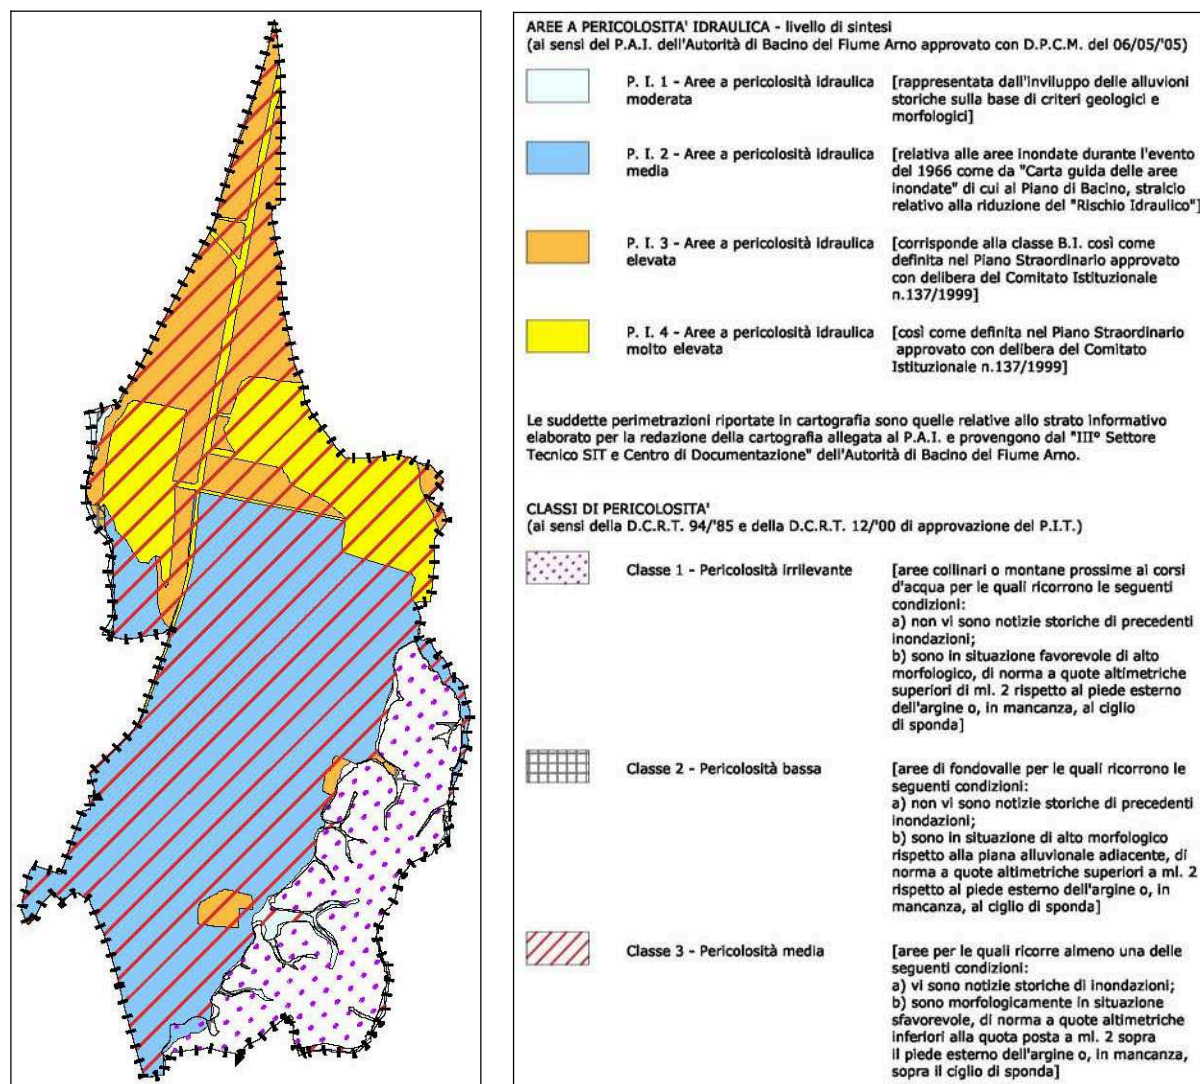 AREE A PERICOLOSITA' IDRAULICA - livello di sintesi
(ai sensi del P.A.I. dell'Autorità di Bacino del Fiume Arno approvato con D.P.C.M. del 06/05/'05)
P. I. 1 - Aree a pericolosità idraulica
moderata
[rappresentata dall'inviluppo delle alluvioni
storiche sulla base di criteri geologici e
morfologici]
P. I. 2 - Aree a pericolosità idraulica
media
[relativa alle aree inondate durante l'evento
del 1966 come da "Carta guida delle aree
inondate" di cui al Piano di Bacino, stralcio
relativo alla riduzione del "Rischio Idraulico"]
P. I. 3 - Aree a pericolosità idraulica
elevata
[corrisponde alla classe B.I. così come
definita nel Piano Straordinario approvato
con delibera del Comitato Istituzionale
n.137/1999]
P. I. 4 - Aree a pericolosità idraulica
molto elevata
[così come definita nel Piano Straordinario
approvato con delibera del Comitato
Istituzionale n.137/1999]
Le suddette perimetrazioni riportate in cartografia sono quelle relative allo strato informativo
elaborato per la redazione della cartografia allegata al P.A.I. e provengono dal "III° Settore
Tecnico SIT e Centro di Documentazione" dell'Autorità di Bacino del Fiume Arno.
CLASSI DI PERICOLOSITA'
(ai sensi della D.C.R.T. 94/'85 e della D.C.R.T. 12/'00 di approvazione del P.I.T.)
Classe 1 - Pericolosità irrilevante
[aree collinari o montane prossime ai corsi
d'acqua per le quali ricorrono le seguenti
condizioni:
a) non vi sono notizie storiche di precedenti
inondazioni;
b) sono in situazione favorevole di alto
morfologico, di norma a quote altimetriche
superiori di ml. 2 rispetto al piede esterno
dell'argine o, in mancanza, al ciglio
di sponda]
Classe 2 - Pericolosità bassa
[aree di fondovalle per le quali ricorrono le
seguenti condizioni:
a) non vi sono notizie storiche di precedenti
inondazioni;
b) sono in situazione di alto morfologico
rispetto alla piana alluvionale adiacente, di
norma a quote altimetriche superiori a ml. 2
rispetto al piede esterno dell'argine o, in
mancanza, al ciglio di sponda]
Classe 3 - Pericolosità media
[aree per le quali ricorre almeno una delle
seguenti condizioni:
a) vi sono notizie storiche di inondazioni;
b) sono morfologicamente in situazione
sfavorevole, di norma a quote altimetriche
inferiori alla quota posta a ml. 2 sopra
il piede esterno dell'argine o, in mancanza,
sopra il ciglio di sponda]